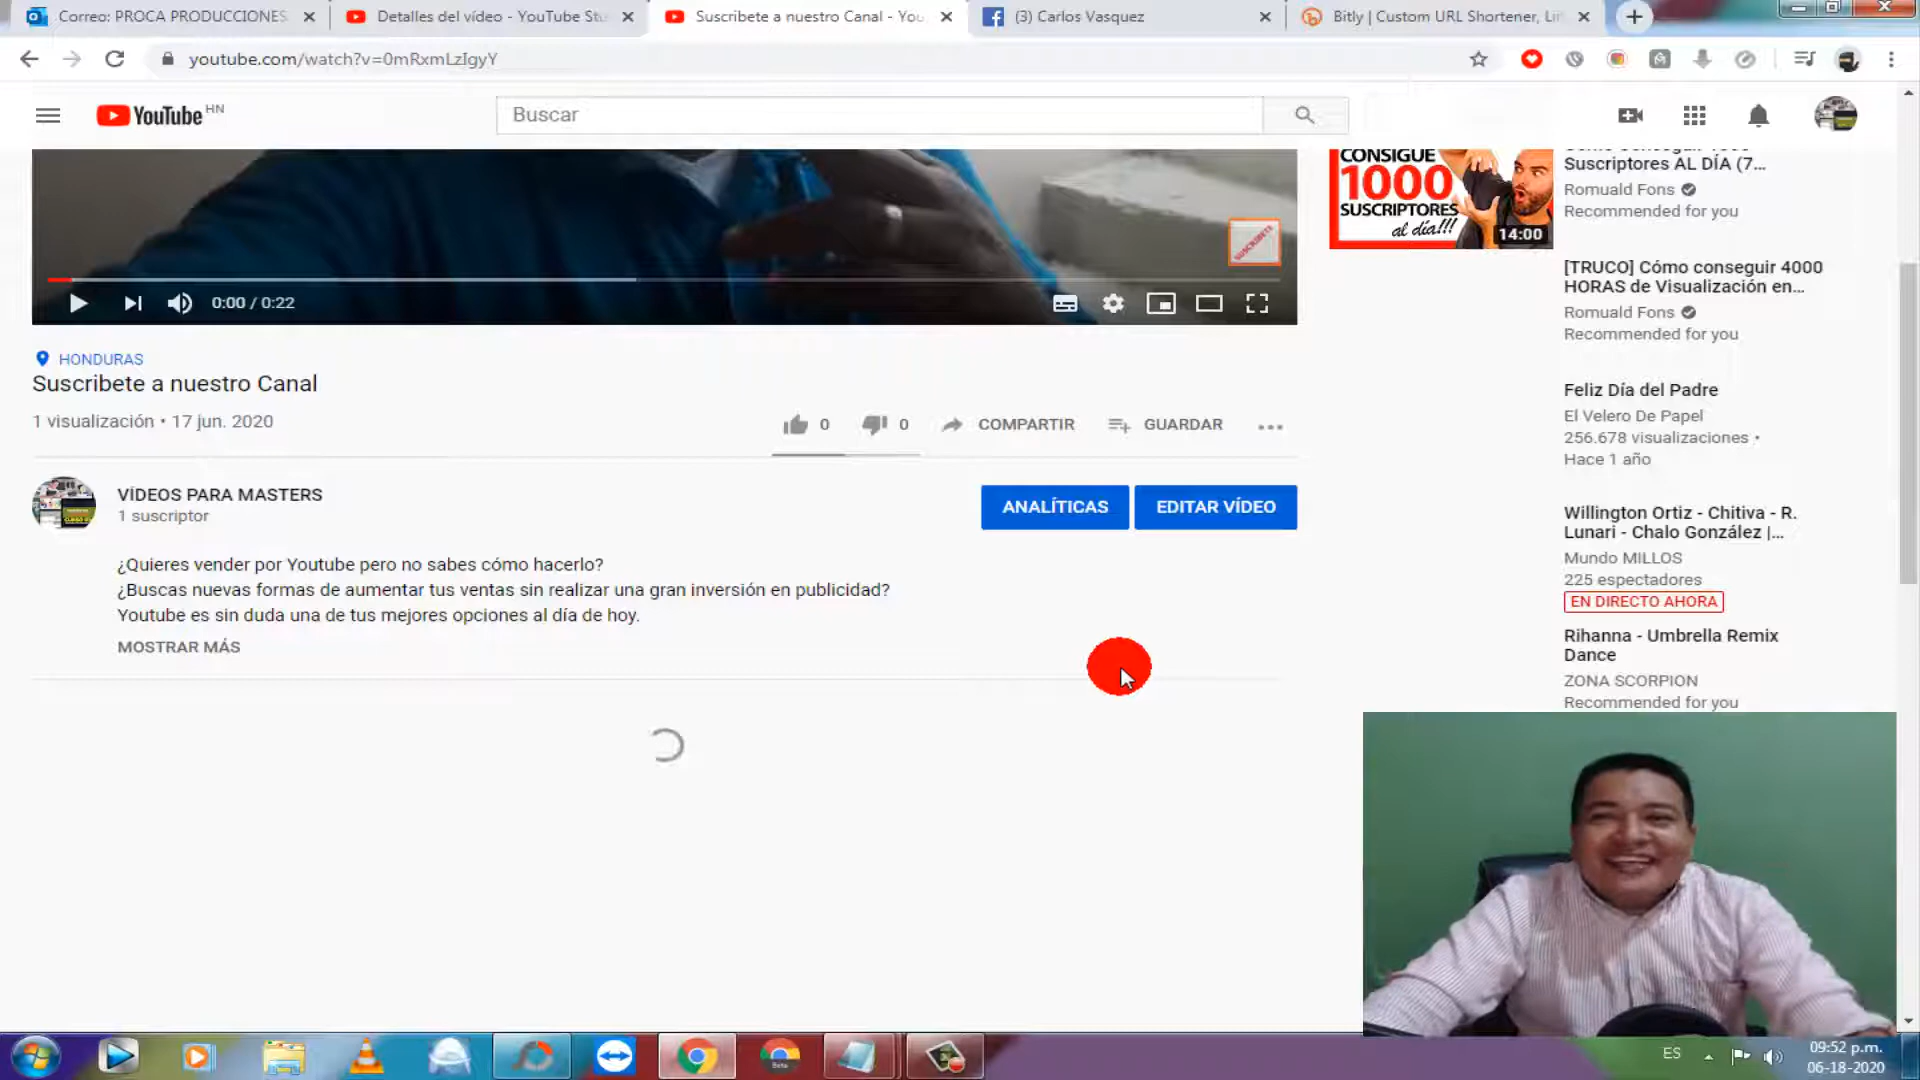 Correo: PROCA PRODUCCIONES
Detalles del vídeo - YouTube Stu
Suscribete a nuestro Canal - You
(3) Carlos Vasquez
Bitly | Custom URL Shortener, Lin
youtube.com/watch?v=0mRxmLzIgyY
YouTube HN
Buscar
CONSIGUE
1000
SUSCRIPTORES
al día!!!
14:00
Suscriptores AL DÍA (7...
Romuald Fons
Recommended for you
SUSCRIBETE
0:00 / 0:22
[TRUCO] Cómo conseguir 4000
HORAS de Visualización en...
Romuald Fons
Recommended for you
HONDURAS
Suscribete a nuestro Canal
1 visualización • 17 jun. 2020
0
0
COMPARTIR
GUARDAR
Feliz Día del Padre
El Velero De Papel
256.678 visualizaciones •
Hace 1 año
VÍDEOS PARA MASTERS
1 suscriptor
ANALÍTICAS
EDITAR VÍDEO
Willington Ortiz - Chitiva - R.
Lunari - Chalo González |...
Mundo MILLOS
225 espectadores
EN DIRECTO AHORA
¿Quieres vender por Youtube pero no sabes cómo hacerlo?
¿Buscas nuevas formas de aumentar tus ventas sin realizar una gran inversión en publicidad?
Youtube es sin duda una de tus mejores opciones al día de hoy.
MOSTRAR MÁS
Rihanna - Umbrella Remix
Dance
ZONA SCORPION
Recommended for you
Beta
ES
09:52 p.m.
06-18-2020